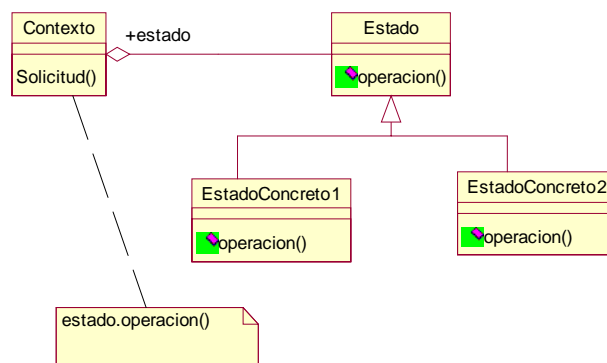 Contexto
Solicitud()
+estado
Estado
operacion()
EstadoConcreto1
operacion()
EstadoConcreto2
operacion()
estado.operacion()